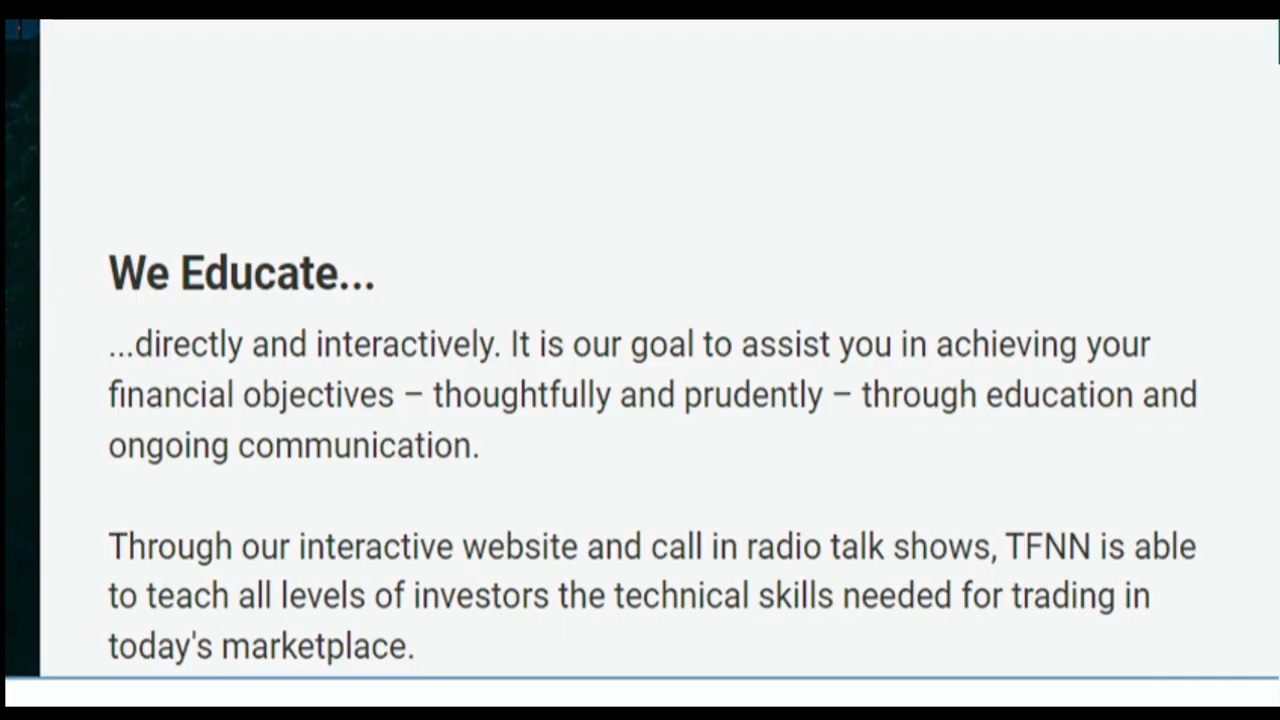 We Educate...
...directly and interactively. It is our goal to assist you in achieving your
financial objectives – thoughtfully and prudently – through education and
ongoing communication.
Through our interactive website and call in radio talk shows, TFNN is able
to teach all levels of investors the technical skills needed for trading in
today's marketplace.